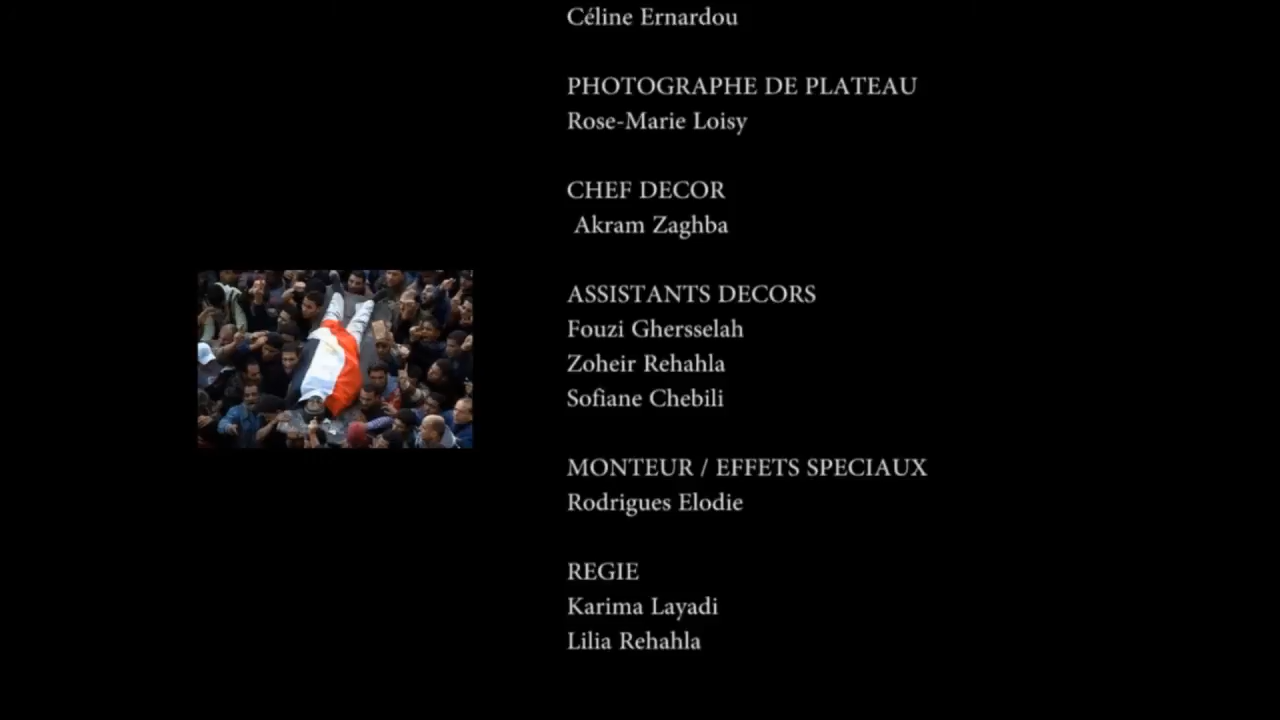 Céline Ernardou
PHOTOGRAPHE DE PLATEAU
Rose-Marie Loisy
CHEF DECOR
Akram Zaghba
ASSISTANTS DECORS
Fouzi Ghersselah
Zoheir Rehahla
Sofiane Chebili
MONTEUR / EFFETS SPECIAUX
Rodrigues Elodie
REGIE
Karima Layadi
Lilia Rehahla